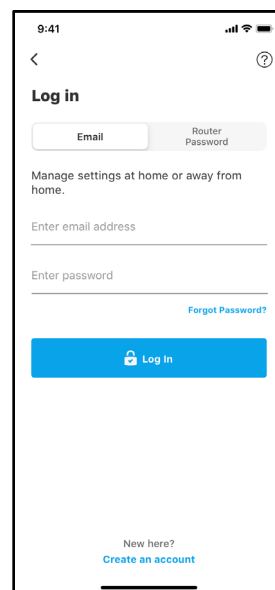 9:41
Log in
Email
Router
Password
Manage settings at home or away from
home.
Enter email address
Enter password
Forgot Password?
Log In
New here?
Create an account